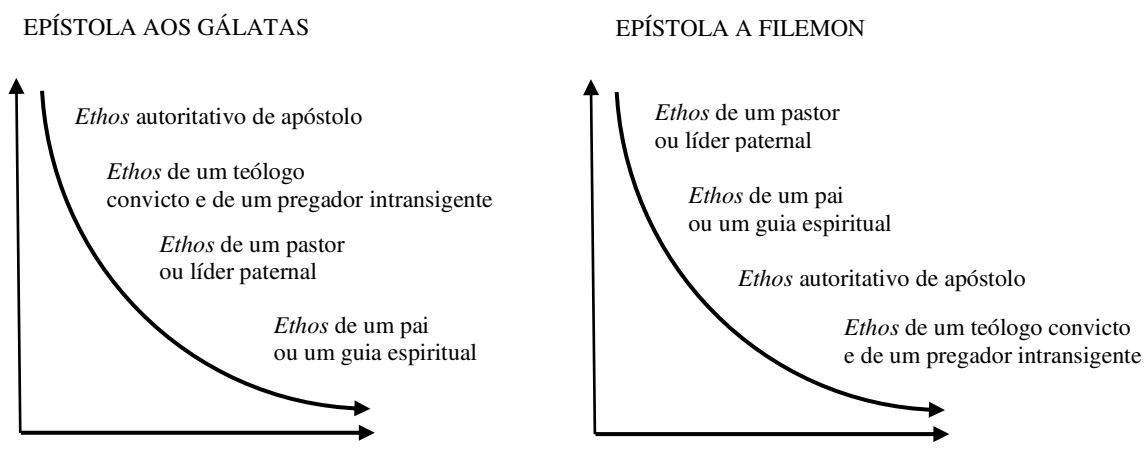 EPÍSTOLA AOS GÁLATAS
Ethos autoritativo de apóstolo
Ethos de um teólogo
convicto e de um pregador intransigente
Ethos de um pastor
ou líder paternal
Ethos de um pai
ou um guia espiritual
EPÍSTOLA A FILEMON
Ethos de um pastor
ou líder paternal
Ethos de um pai
ou um guia espiritual
Ethos autoritativo de apóstolo
Ethos de um teólogo convicto
e de um pregador intransigente